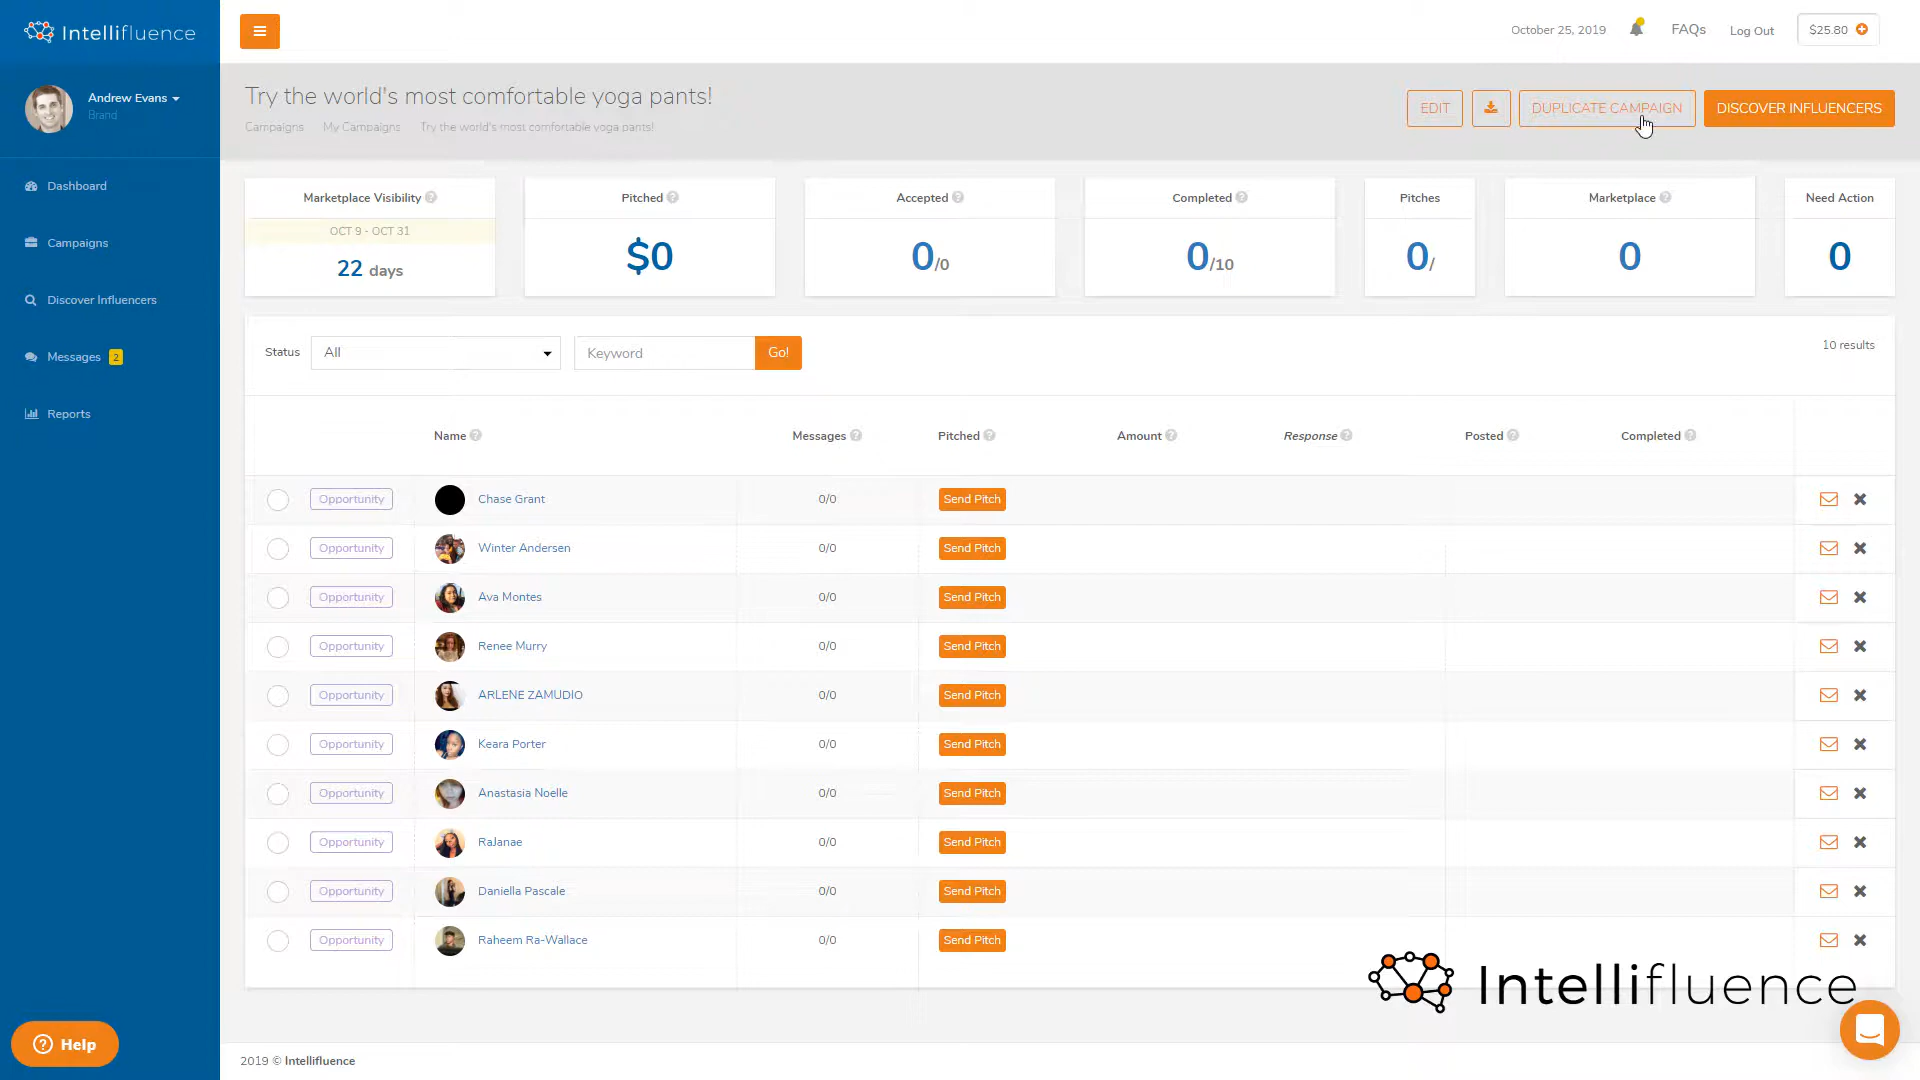 Intellifluence
October 25, 2019
FAQs
Log Out
$25.80
Andrew Evans
Brand
Dashboard
Campaigns
Discover Influencers
Messages 2
Reports
Help
Try the world's most comfortable yoga pants!
Campaigns My Campaigns Try the world's most comfortable yoga pants!
EDIT
DUPLICATE CAMPAIGN
DISCOVER INFLUENCERS
Marketplace Visibility ?
OCT 9 - OCT 31
22 days
Pitched ?
$0
Accepted ?
0/0
Completed ?
0/10
Pitches
0/
Marketplace ?
0
Need Action
0
Status All Keyword Go! 10 results
Name ? Messages ? Pitched ? Amount ? Response ? Posted ? Completed ?
Opportunity Chase Grant 0/0 Send Pitch
Opportunity Winter Andersen 0/0 Send Pitch
Opportunity Ava Montes 0/0 Send Pitch
Opportunity Renee Murry 0/0 Send Pitch
Opportunity ARLENE ZAMUDIO 0/0 Send Pitch
Opportunity Keara Porter 0/0 Send Pitch
Opportunity Anastasia Noelle 0/0 Send Pitch
Opportunity RaJanae 0/0 Send Pitch
Opportunity Daniella Pascale 0/0 Send Pitch
Opportunity Raheem Ra-Wallace 0/0 Send Pitch
Intellifluence
2019 © Intellifluence